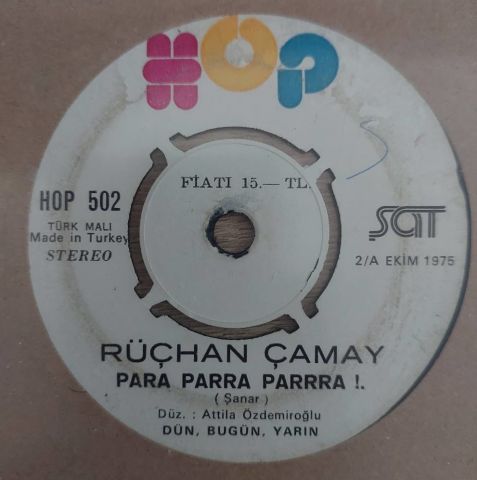 HOP
FİATI 15.— TL.
HOP 502
TÜRK MALI
Made in Turkey
STEREO
ŞAT
2/A EKİM 1975
RÜÇHAN ÇAMAY
PARA PARRA PARRRA !.
( Şanar )
Düz. : Attila Özdemiroğlu
DÜN, BUGÜN, YARIN